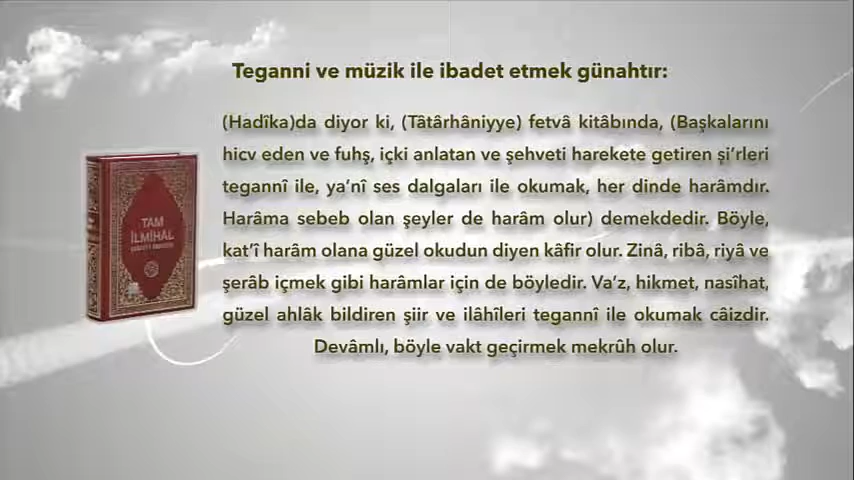 Teganni ve müzik ile ibadet etmek günahtır:
(Hadîka)da diyor ki, (Tâtârhâniyye) fetvâ kitâbında, (Başkalarını
hicv eden ve fuhş, içki anlatan ve şehveti harekete getiren şi’rleri
tegannî ile, ya’nî ses dalgaları ile okumak, her dinde harâmdır.
Harâma sebeb olan şeyler de harâm olur) demekdedir. Böyle,
kat’î harâm olana güzel okudun diyen kâfir olur. Zinâ, ribâ, riyâ ve
şerâb içmek gibi harâmlar için de böyledir. Va’z, hikmet, nasîhat,
güzel ahlâk bildiren şiir ve ilâhîleri tegannî ile okumak câizdir.
Devâmlı, böyle vakt geçirmek mekrûh olur.
TAM
İLMİHAL